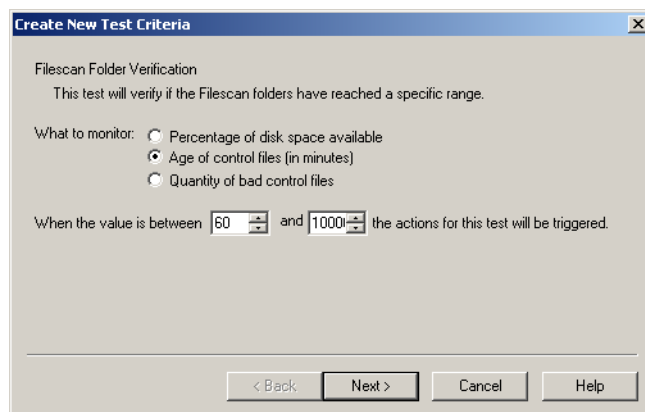 Create New Test Criteria
Filescan Folder Verification
This test will verify if the Filescan folders have reached a specific range.
What to monitor:
Percentage of disk space available
Age of control files (in minutes)
Quantity of bad control files
When the value is between 60 and 1000 the actions for this test will be triggered.
< Back Next > Cancel Help